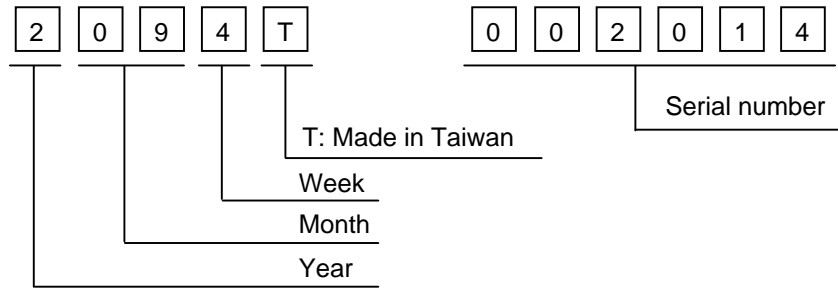 2 0 9 4 T 0 0 2 0 1 4
Serial number
T: Made in Taiwan
Week
Month
Year